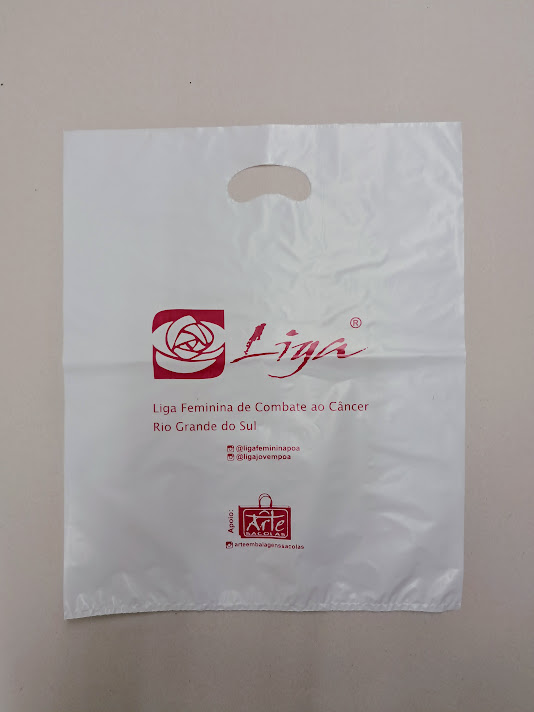 Liga®
Liga Feminina de Combate ao Câncer
Rio Grande do Sul
@ligafemininapoa
@ligajovempoa
Apoio:
Arte
SACOLAS
arteembalagenssacolas